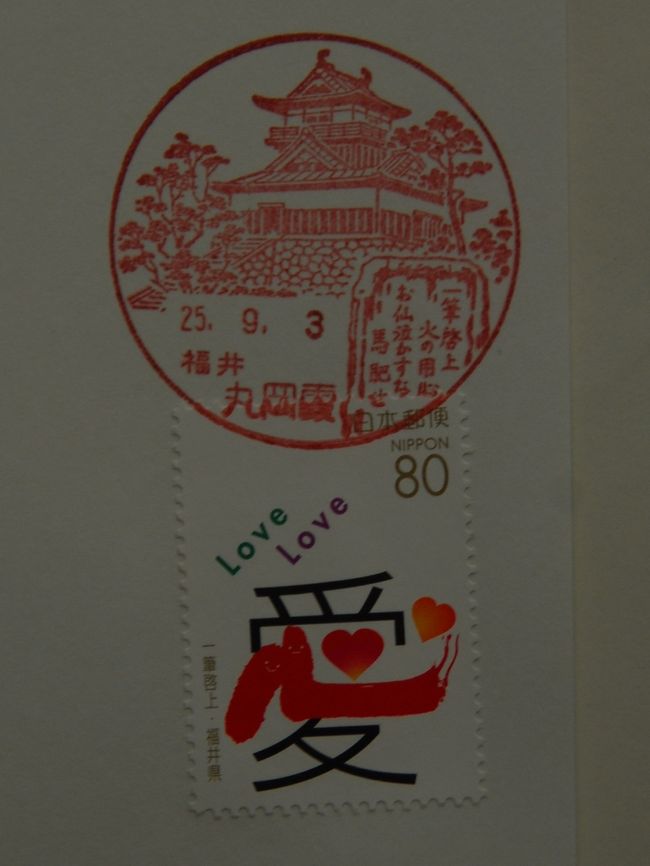 25. 9. 3
福井
丸岡霞
一筆啓上
火の用心
お仙泣かすな
馬肥せ
日本郵便
NIPPON
80
Love
Love
愛
一筆啓上・福井県